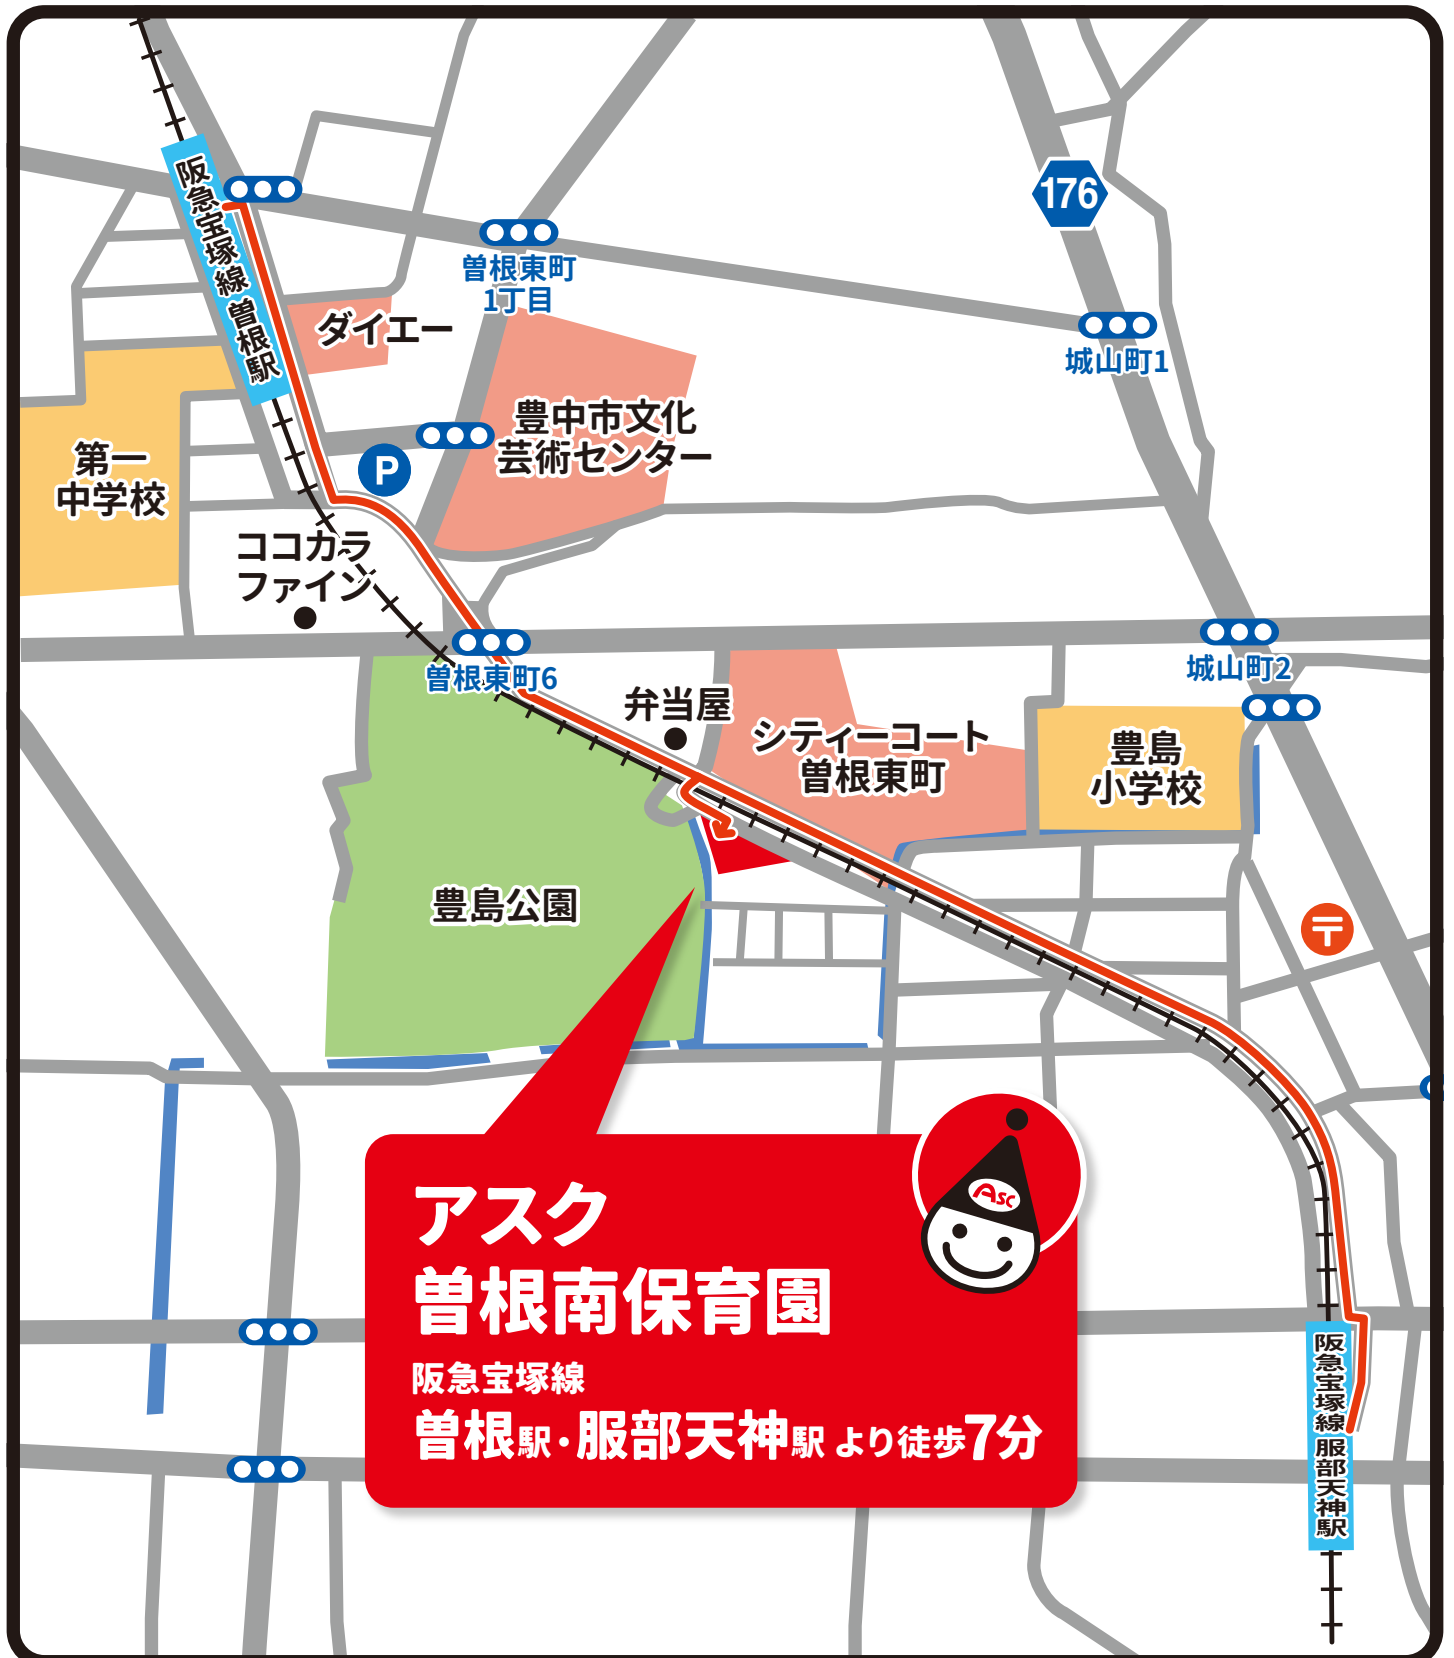 阪急宝塚線 曽根駅
176
曽根東町
1丁目
ダイエー
城山町1
豊中市文化
芸術センター
P
第一
中学校
ココカラ
ファイン
曽根東町6
城山町2
弁当屋
シティーコート
曽根東町
豊島
小学校
豊島公園
〒
Asc
アスク
曽根南保育園
阪急宝塚線
曽根駅・服部天神駅 より徒歩7分
阪急宝塚線 服部天神駅